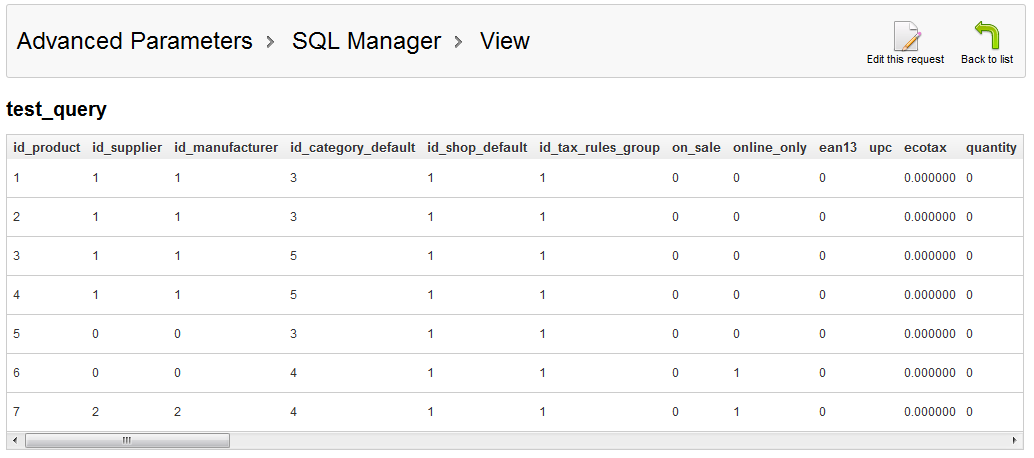 Advanced Parameters > SQL Manager > View
Edit this request
Back to list
test_query
id_product id_supplier id_manufacturer id_category_default id_shop_default id_tax_rules_group on_sale online_only ean13 upc ecotax quantity
1 1 1 3 1 1 0 0 0 0.000000 0
2 1 1 3 1 1 0 0 0 0.000000 0
3 1 1 5 1 1 0 0 0 0.000000 0
4 1 1 5 1 1 0 0 0 0.000000 0
5 0 0 3 1 1 0 0 0 0.000000 0
6 0 0 4 1 1 0 1 0 0.000000 0
7 2 2 4 1 1 0 1 0 0.000000 0